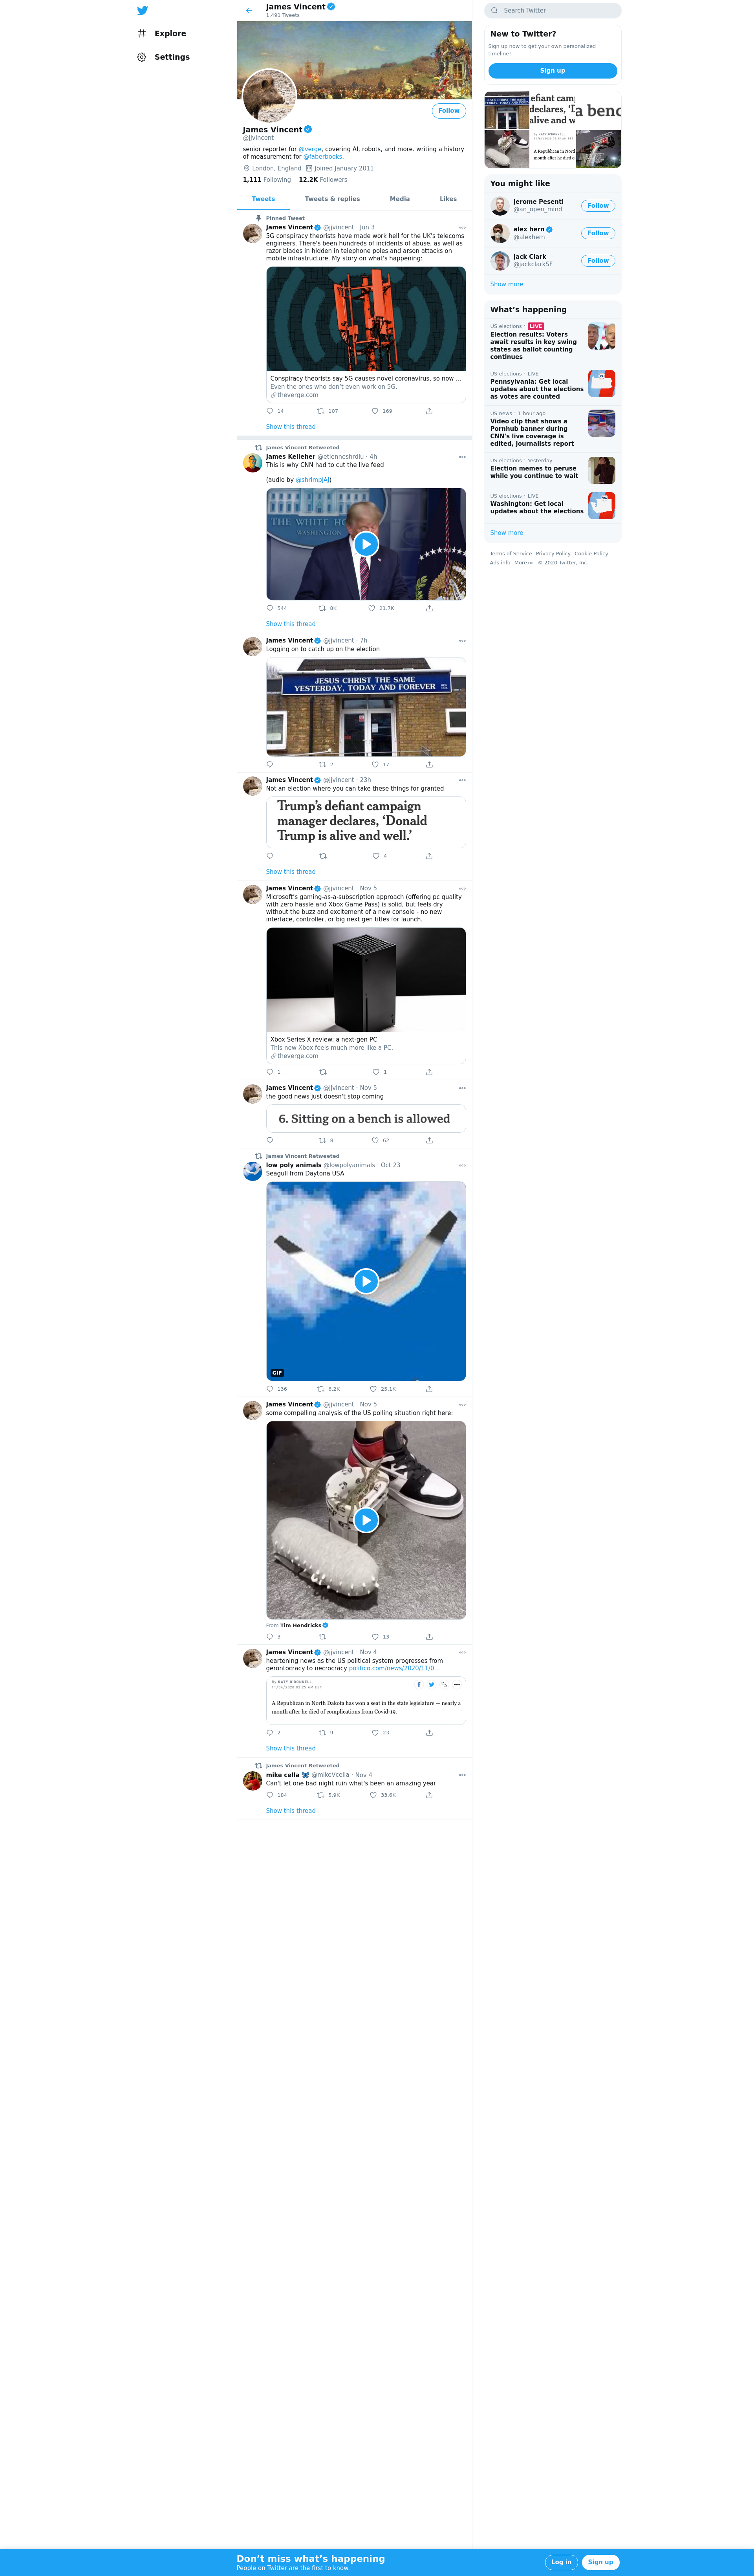 James Vincent
1,491 Tweets
Explore
Settings
Follow
James Vincent
@jjvincent
senior reporter for @verge, covering AI, robots, and more. writing a history
of measurement for @faberbooks.
London, England Joined January 2011
1,111 Following 12.2K Followers
Tweets Tweets & replies Media Likes
Pinned Tweet
James Vincent @jjvincent · Jun 3
5G conspiracy theorists have made work hell for the UK's telecoms
engineers. There's been hundreds of incidents of abuse, as well as
razor blades in hidden in telephone poles and arson attacks on
mobile infrastructure. My story on what's happening:
Conspiracy theorists say 5G causes novel coronavirus, so now ...
Even the ones who don’t even work on 5G.
theverge.com
14 107 169
Show this thread
James Vincent Retweeted
James Kelleher @etienneshrdlu · 4h
This is why CNN had to cut the live feed
(audio by @shrimpJAJ)
THE WHITE HO
WASHINGTON
544 8K 21.7K
Show this thread
James Vincent @jjvincent · 7h
Logging on to catch up on the election
JESUS CHRIST THE SAME
YESTERDAY, TODAY AND FOREVER
2 17
James Vincent @jjvincent · 23h
Not an election where you can take these things for granted
Trump’s defiant campaign
manager declares, ‘Donald
Trump is alive and well.’
4
Show this thread
James Vincent @jjvincent · Nov 5
Microsoft’s gaming-as-a-subscription approach (offering pc quality
with zero hassle and Xbox Game Pass) is solid, but feels dry
without the buzz and excitement of a new console - no new
interface, controller, or big next gen titles for launch.
Xbox Series X review: a next-gen PC
This new Xbox feels much more like a PC.
theverge.com
1 1
James Vincent @jjvincent · Nov 5
the good news just doesn't stop coming
6. Sitting on a bench is allowed
6 62
James Vincent Retweeted
low poly animals @lowpolyanimals · Oct 23
Seagull from Daytona USA
GIF
136 6.2K 25.1K
James Vincent @jjvincent · Nov 5
some compelling analysis of the US polling situation right here:
From Tim Hendricks
3 13
James Vincent @jjvincent · Nov 4
heartening news as the US political system progresses from
gerontocracy to necrocracy politico.com/news/2020/11/0…
By KATY O'DONNELL
11/04/2020 02:35 AM EST
A Republican in North Dakota has won a seat in the state legislature — nearly a
month after he died of complications from Covid-19.
2 9 23
Show this thread
James Vincent Retweeted
mike cella @mikeVcella · Nov 4
Can't let one bad night ruin what's been an amazing year
184 5.9K 33.6K
Show this thread
Search Twitter
New to Twitter?
Sign up now to get your own personalized
timeline!
Sign up
efiant camp
declares, ‘D
alive and w
a benc
By KATY O'DONNELL
A Republican in Nort
month after he died o
You might like
Jerome Pesenti
@an_open_mind
Follow
alex hern
@alexhern
Follow
Jack Clark
@jackclarkSF
Follow
Show more
What’s happening
US elections · LIVE
Election results: Voters
await results in key swing
states as ballot counting
continues
US elections · LIVE
Pennsylvania: Get local
updates about the elections
as votes are counted
US news · 1 hour ago
Video clip that shows a
Pornhub banner during
CNN's live coverage is
edited, journalists report
US elections · Yesterday
Election memes to peruse
while you continue to wait
US elections · LIVE
Washington: Get local
updates about the elections
Show more
Terms of Service Privacy Policy Cookie Policy
Ads info More © 2020 Twitter, Inc.
Don’t miss what’s happening
People on Twitter are the first to know.
Log in Sign up